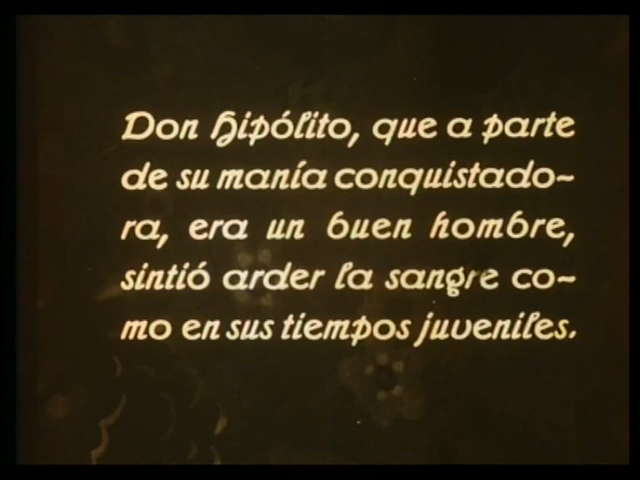 Don Hipólito, que a parte
de su manía conquistado-
ra, era un buen hombre,
sintió arder la sangre co-
mo en sus tiempos juveniles.